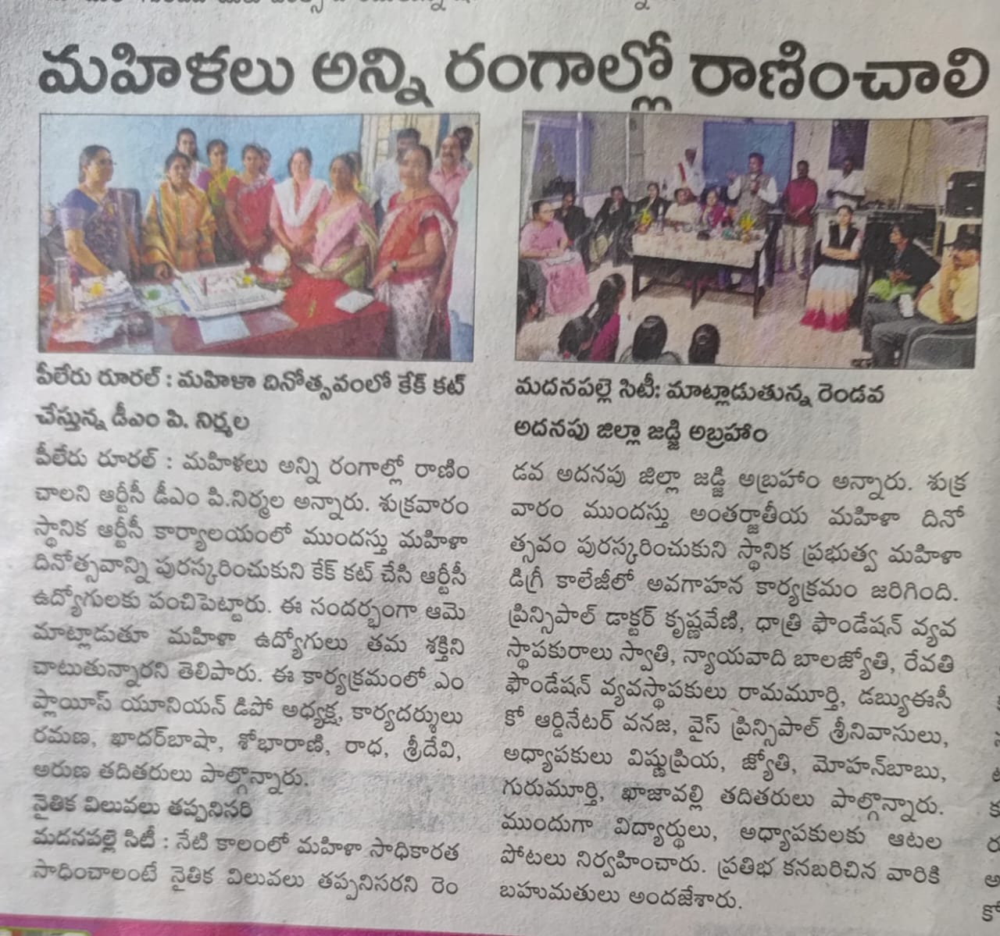 మహిళలు అన్ని రంగాల్లో రాణించాలి
పీలేరు రూరల్ : మహిళా దినోత్సవంలో కేక్ కట్
చేస్తున్న డీఎం పి. నిర్మల
పీలేరు రూరల్ : మహిళలు అన్ని రంగాల్లో రాణిం
చాలని ఆర్టీసీ డీఎం పి.నిర్మల అన్నారు. శుక్రవారం
స్థానిక ఆర్టీసీ కార్యాలయంలో ముందస్తు మహిళా
దినోత్సవాన్ని పురస్కరించుకుని కేక్ కట్ చేసి ఆర్టీసీ
ఉద్యోగులకు పంచిపెట్టారు. ఈ సందర్భంగా ఆమె
మాట్లాడుతూ మహిళా ఉద్యోగులు తమ శక్తిని
చాటుతున్నారని తెలిపారు. ఈ కార్యక్రమంలో ఎం
ప్లాయీస్ యూనియన్ డిపో అధ్యక్ష, కార్యదర్శులు
రమణ, ఖాదర్‌బాషా, శోభారాణి, రాధ, శ్రీదేవి,
అరుణ తదితరులు పాల్గొన్నారు.
నైతిక విలువలు తప్పనిసరి
మదనపల్లె సిటీ : నేటి కాలంలో మహిళా సాధికారత
సాధించాలంటే నైతిక విలువలు తప్పనిసరని రెం
మదనపల్లె సిటీ: మాట్లాడుతున్న రెండవ
అదనపు జిల్లా జడ్జి అబ్రహాం
డవ అదనపు జిల్లా జడ్జి అబ్రహాం అన్నారు. శుక్ర
వారం ముందస్తు అంతర్జాతీయ మహిళా దినో
త్సవం పురస్కరించుకుని స్థానిక ప్రభుత్వ మహిళా
డిగ్రీ కాలేజీలో అవగాహన కార్యక్రమం జరిగింది.
ప్రిన్సిపాల్ డాక్టర్ కృష్ణవేణి, ధాత్రి ఫౌండేషన్ వ్యవ
స్థాపకురాలు స్వాతి, న్యాయవాది బాలజ్యోతి, రేవతి
ఫౌండేషన్ వ్యవస్థాపకులు రామమూర్తి, డబ్యుఈసీ
కో ఆర్డినేటర్ వనజ, వైస్ ప్రిన్సిపాల్ శ్రీనివాసులు,
అధ్యాపకులు విష్ణుప్రియ, జ్యోతి, మోహన్‌బాబు,
గురుమూర్తి, ఖాజావల్లి తదితరులు పాల్గొన్నారు.
ముందుగా విద్యార్థులు, అధ్యాపకులకు ఆటల
పోటలు నిర్వహించారు. ప్రతిభ కనబరిచిన వారికి
బహుమతులు అందజేశారు.